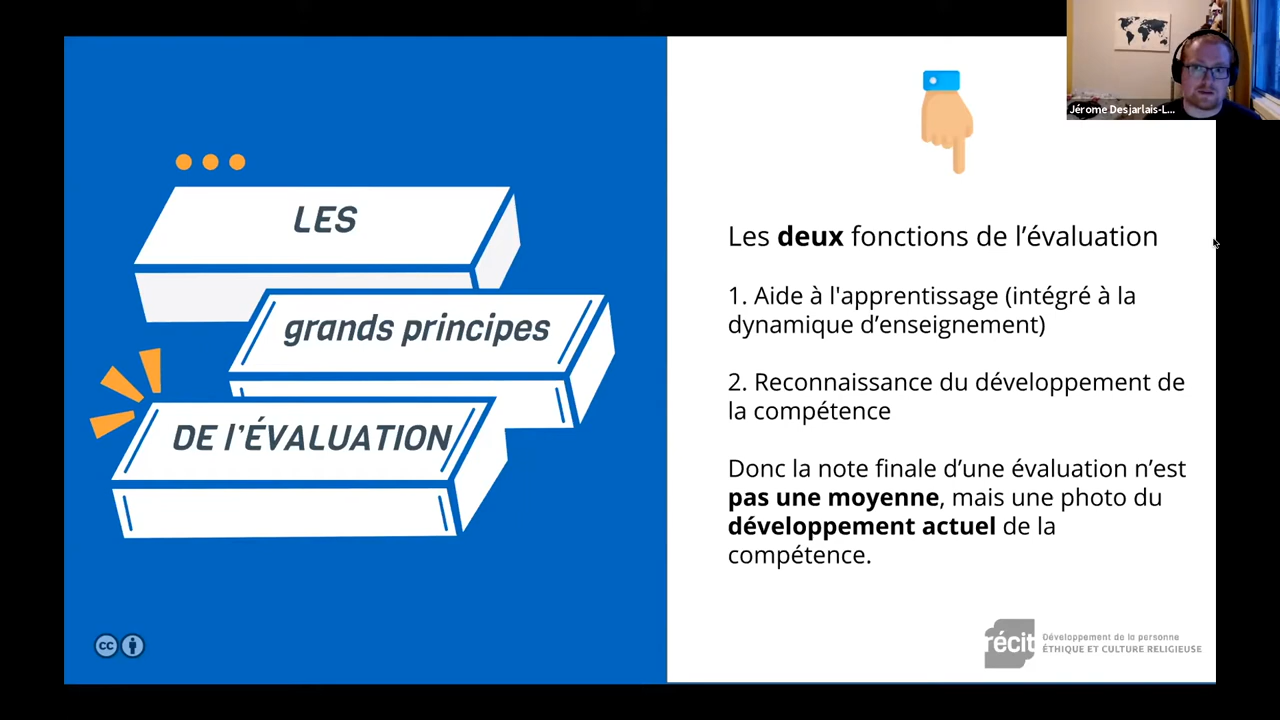 LES
grands principes
DE l'ÉVALUATION
Jérome Desjarlais-L...
Les deux fonctions de l'évaluation
1. Aide à l'apprentissage (intégré à la
dynamique d'enseignement)
2. Reconnaissance du développement de
la compétence
Donc la note finale d'une évaluation n'est
pas une moyenne, mais une photo du
développement actuel de la
compétence.
cc
récit
Développement de la personne
ÉTHIQUE ET CULTURE RELIGIEUSE